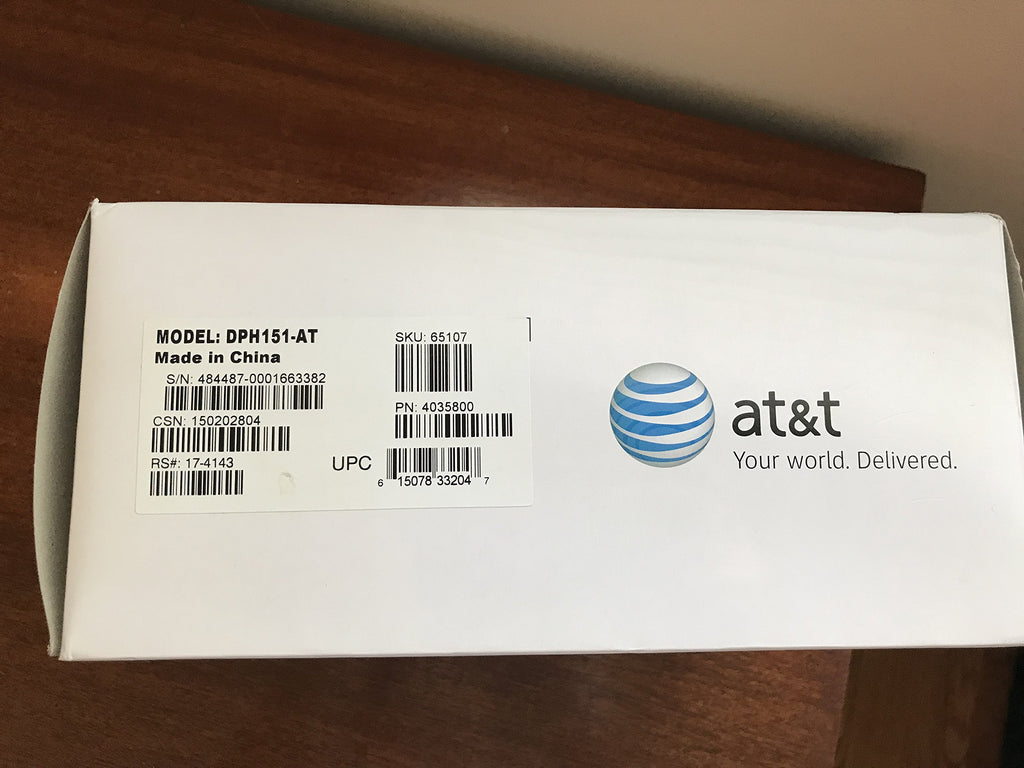 MODEL: DPH151-AT
Made in China
S/N: 484487-0001663382
CSN: 150202804
RS#: 17-4143
SKU: 65107
PN: 4035800
UPC
6 15078 33204 7
at&t
Your world. Delivered.